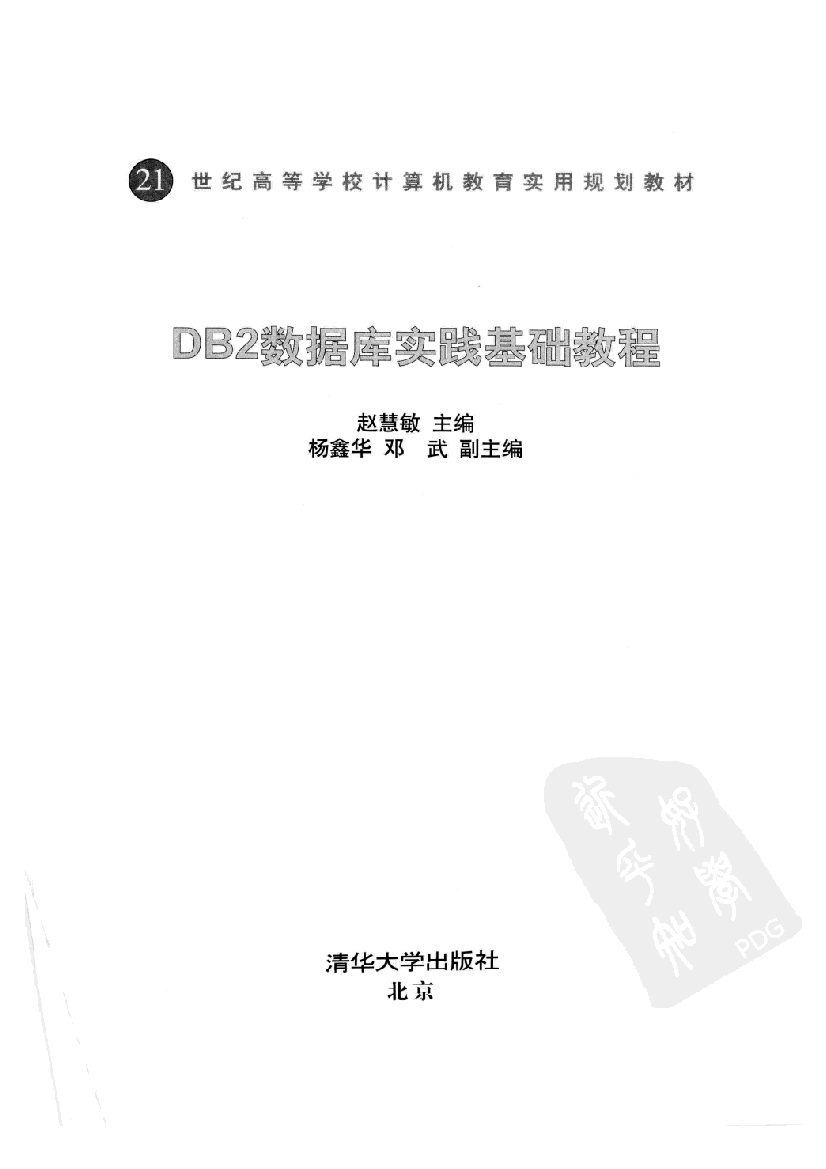 21 世纪高等学校计算机教育实用规划教材
DB2数据库实践基础教程
赵慧敏 主编
杨鑫华 邓 武 副主编
清华大学出版社
北京
PDG